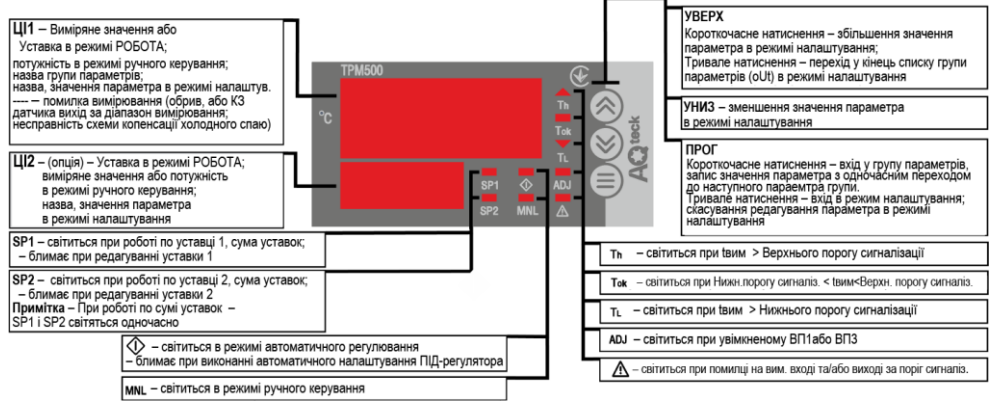 ЦІ1 – Виміряне значення або
Уставка в режимі РОБОТА;
потужність в режимі ручного керування;
назва групи параметрів;
назва, значення параметра в режимі налаштув.
---- – помилка вимірювання (обрив, або КЗ
датчика вихід за діапазон вимірювання;
несправність схеми копенсації холодного спаю)
ЦІ2 – (опція) – Уставка в режимі РОБОТА;
виміряне значення або потужність
в режимі ручного керування;
назва, значення параметра
в режимі налаштування
SP1 – світиться при роботі по уставці 1, сума уставок;
– блимає при редагуванні уставки 1
SP2 – світиться при роботі по уставці 2, сума уставок;
– блимає при редагуванні уставки 2
Примітка – При роботі по сумі уставок –
SP1 і SP2 світяться одночасно
– світиться в режимі автоматичного регулювання
– блимає при виконанні автоматичного налаштування ПІД-регулятора
MNL – світиться в режимі ручного керування
TPM500
°C
Th
Tok
TL
SP1
ADJ
SP2
MNL
AQteck
УВЕРХ
Короткочасне натиснення – збільшення значення
параметра в режимі налаштування;
Тривале натиснення – перехід у кінець списку групи
параметрів (oUt) в режимі налаштування
УНИЗ – зменшення значення параметра
в режимі налаштування
ПРОГ
Короткочасне натиснення – вхід у групу параметрів,
запис значення параметра з одночасним переходом
до наступного параемтра групи.
Тривале натиснення – вхід в режим налаштування;
скасування редагування параметра в режимі
налаштування
Th – світиться при tвим > Верхнього порогу сигналізації
Tok – світиться при Нижн.порогу сигналіз. < tвим<Верхн. порогу сигналіз.
TL – світиться при tвим > Нижнього порогу сигналізації
ADJ – світиться при увімкненому ВП1або ВП3
– світиться при помилці на вим. вході та/або виході за поріг сигналіз.